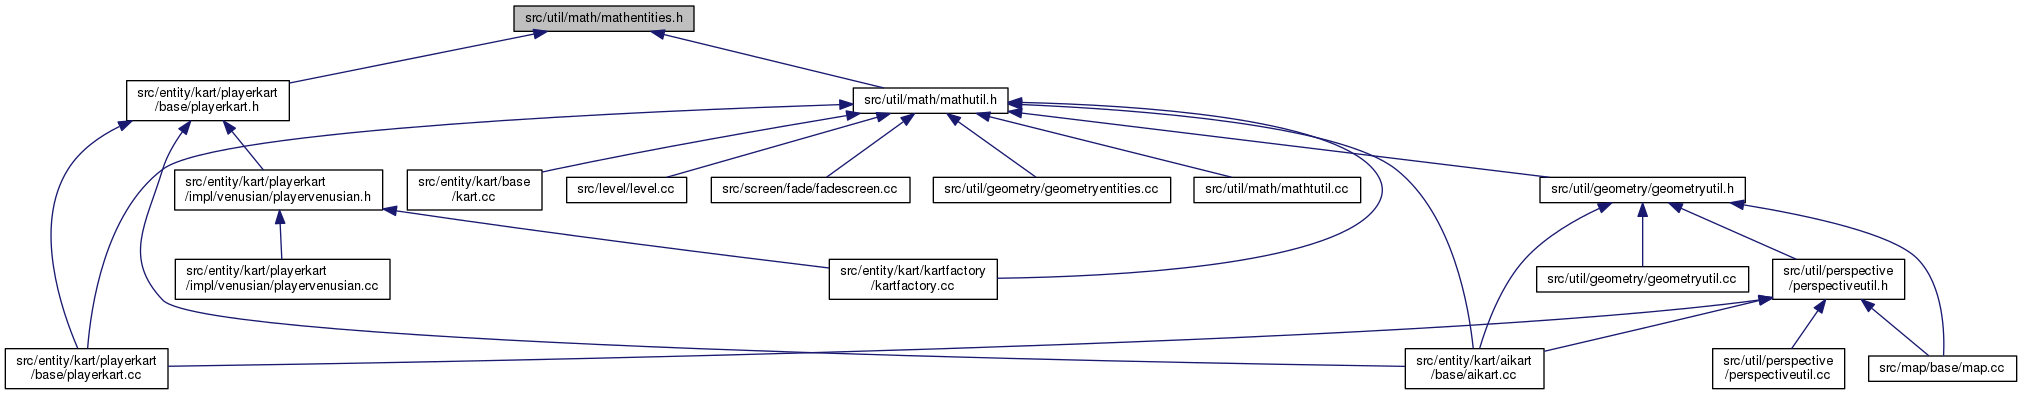 src/util/math/mathentities.h
src/entity/kart/playerkart
/base/playerkart.h
src/util/math/mathutil.h
src/entity/kart/playerkart
/impl/venusian/playervenusian.h
src/entity/kart/base
/kart.cc
src/level/level.cc
src/screen/fade/fadescreen.cc
src/util/geometry/geometryentities.cc
src/util/math/mathtutil.cc
src/util/geometry/geometryutil.h
src/entity/kart/playerkart
/impl/venusian/playervenusian.cc
src/entity/kart/kartfactory
/kartfactory.cc
src/util/geometry/geometryutil.cc
src/util/perspective
/perspectiveutil.h
src/entity/kart/playerkart
/base/playerkart.cc
src/entity/kart/aikart
/base/aikart.cc
src/util/perspective
/perspectiveutil.cc
src/map/base/map.cc